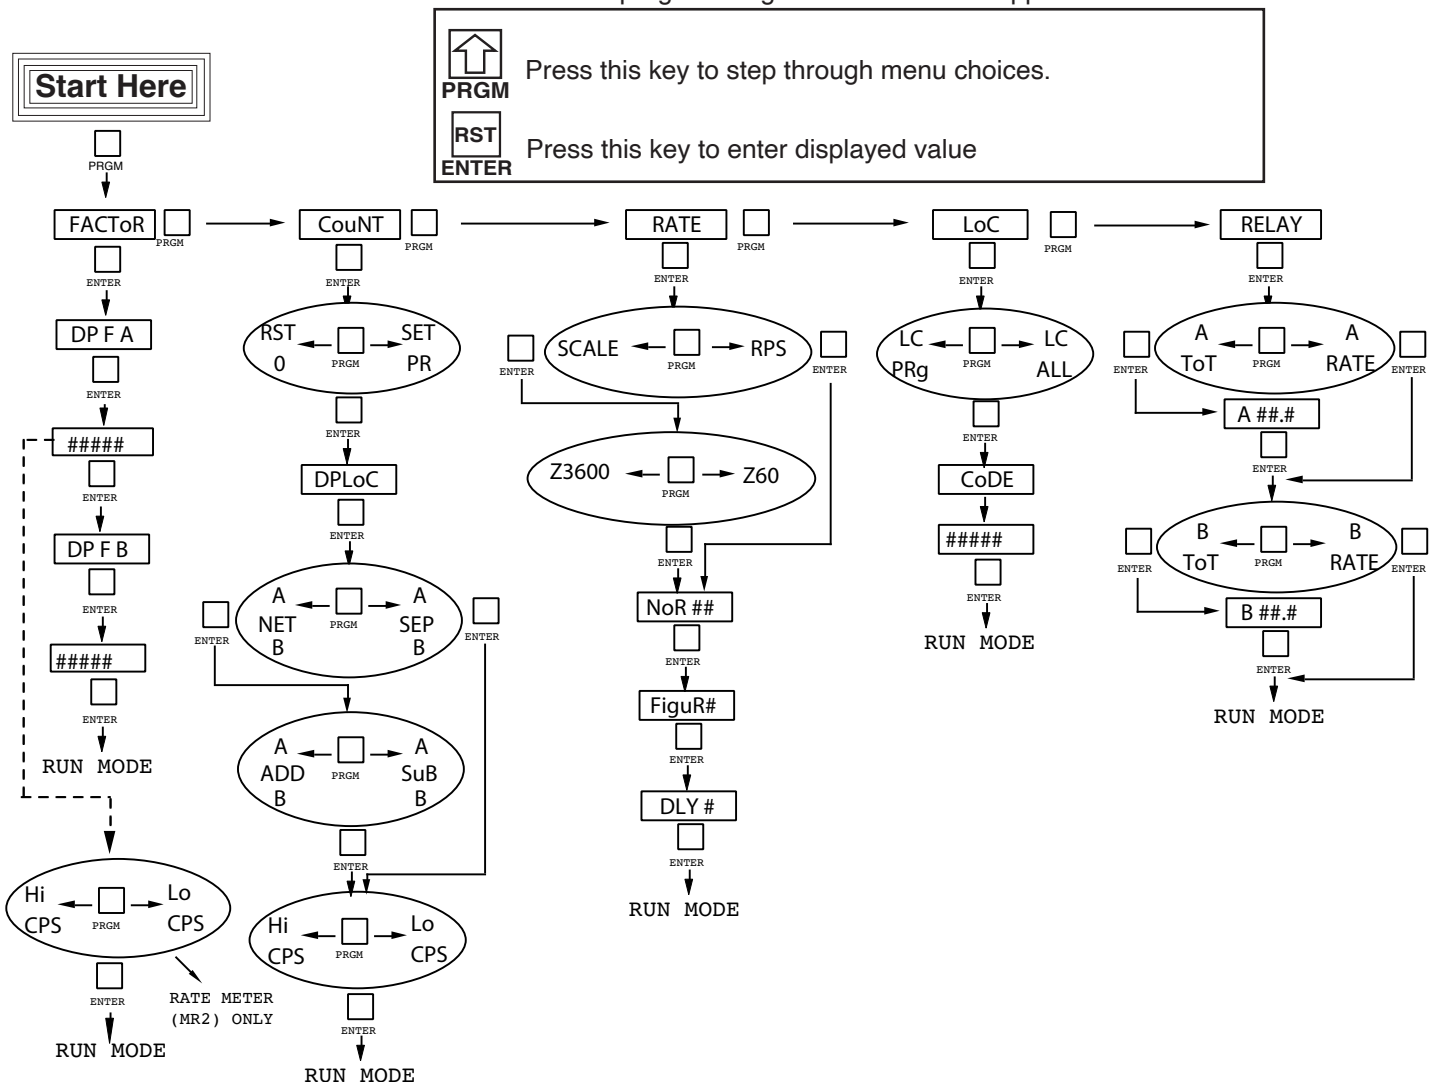 Start Here
PRGM
Press this key to step through menu choices.
PRGM
RST
ENTER
Press this key to enter displayed value
FACToR
PRGM
CouNT
PRGM
RATE
PRGM
LoC
PRGM
RELAY
ENTER
DP F A
ENTER
#####
ENTER
DP F B
ENTER
#####
ENTER
RUN MODE
Hi
CPS
PRGM
Lo
CPS
ENTER
RATE METER
(MR2) ONLY
RUN MODE
ENTER
RST
0
PRGM
SET
PR
ENTER
DPLoC
ENTER
A
NET
B
PRGM
A
SEP
B
ENTER
ENTER
A
ADD
B
PRGM
A
SuB
B
ENTER
Hi
CPS
PRGM
Lo
CPS
ENTER
RUN MODE
ENTER
SCALE
PRGM
RPS
ENTER
ENTER
Z3600
PRGM
Z60
ENTER
NoR ##
ENTER
FiguR#
ENTER
DLY #
ENTER
RUN MODE
ENTER
LC
PRg
PRGM
LC
ALL
ENTER
CoDE
#####
ENTER
RUN MODE
ENTER
A
ToT
PRGM
A
RATE
ENTER
ENTER
A ##.#
ENTER
B
ToT
PRGM
B
RATE
ENTER
ENTER
B ##.#
ENTER
RUN MODE